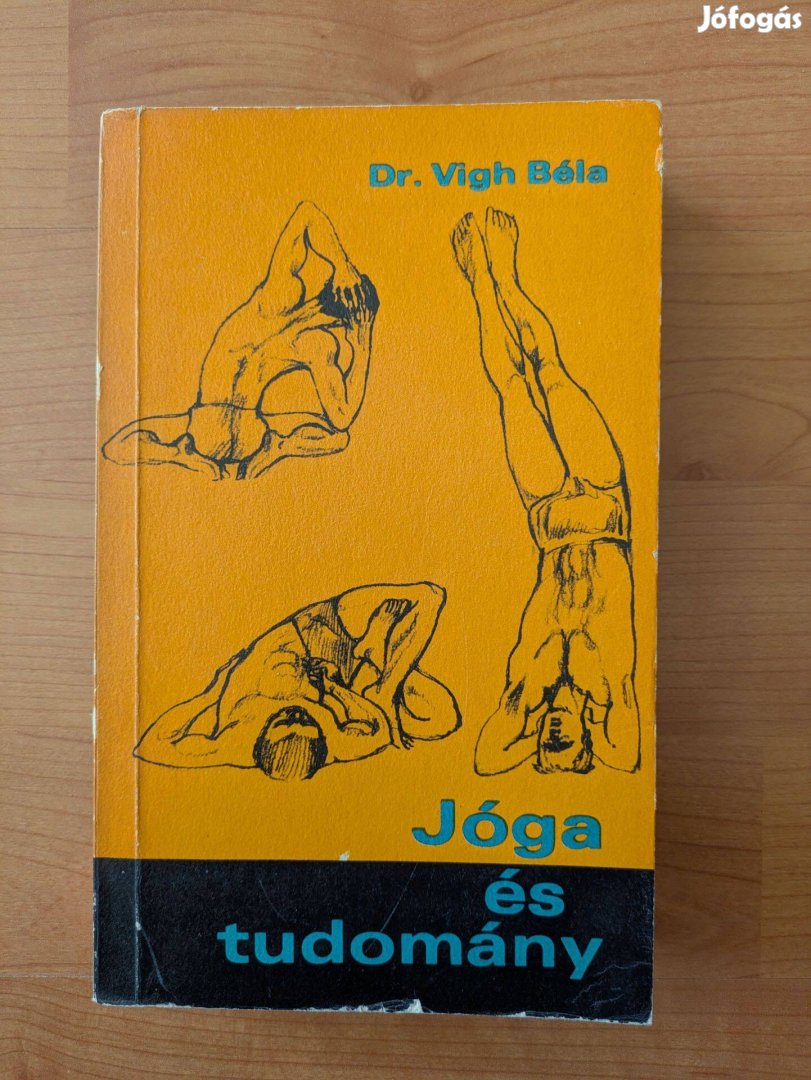 Jófogás
Dr. Vigh Béla
Jóga
és
tudomány